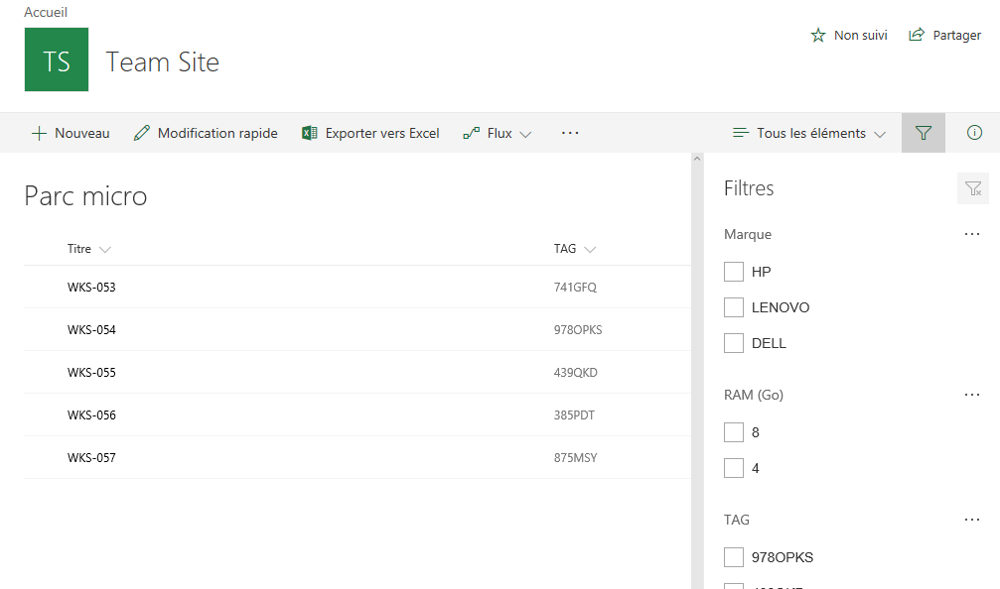 Accueil
TS
Team Site
Non suivi
Partager
Nouveau
Modification rapide
Exporter vers Excel
Flux
Tous les éléments
Parc micro
Titre
TAG
WKS-053
741GFQ
WKS-054
978OPKS
WKS-055
439QKD
WKS-056
385PDT
WKS-057
875MSY
Filtres
Marque
HP
LENOVO
DELL
RAM (Go)
8
4
TAG
978OPKS